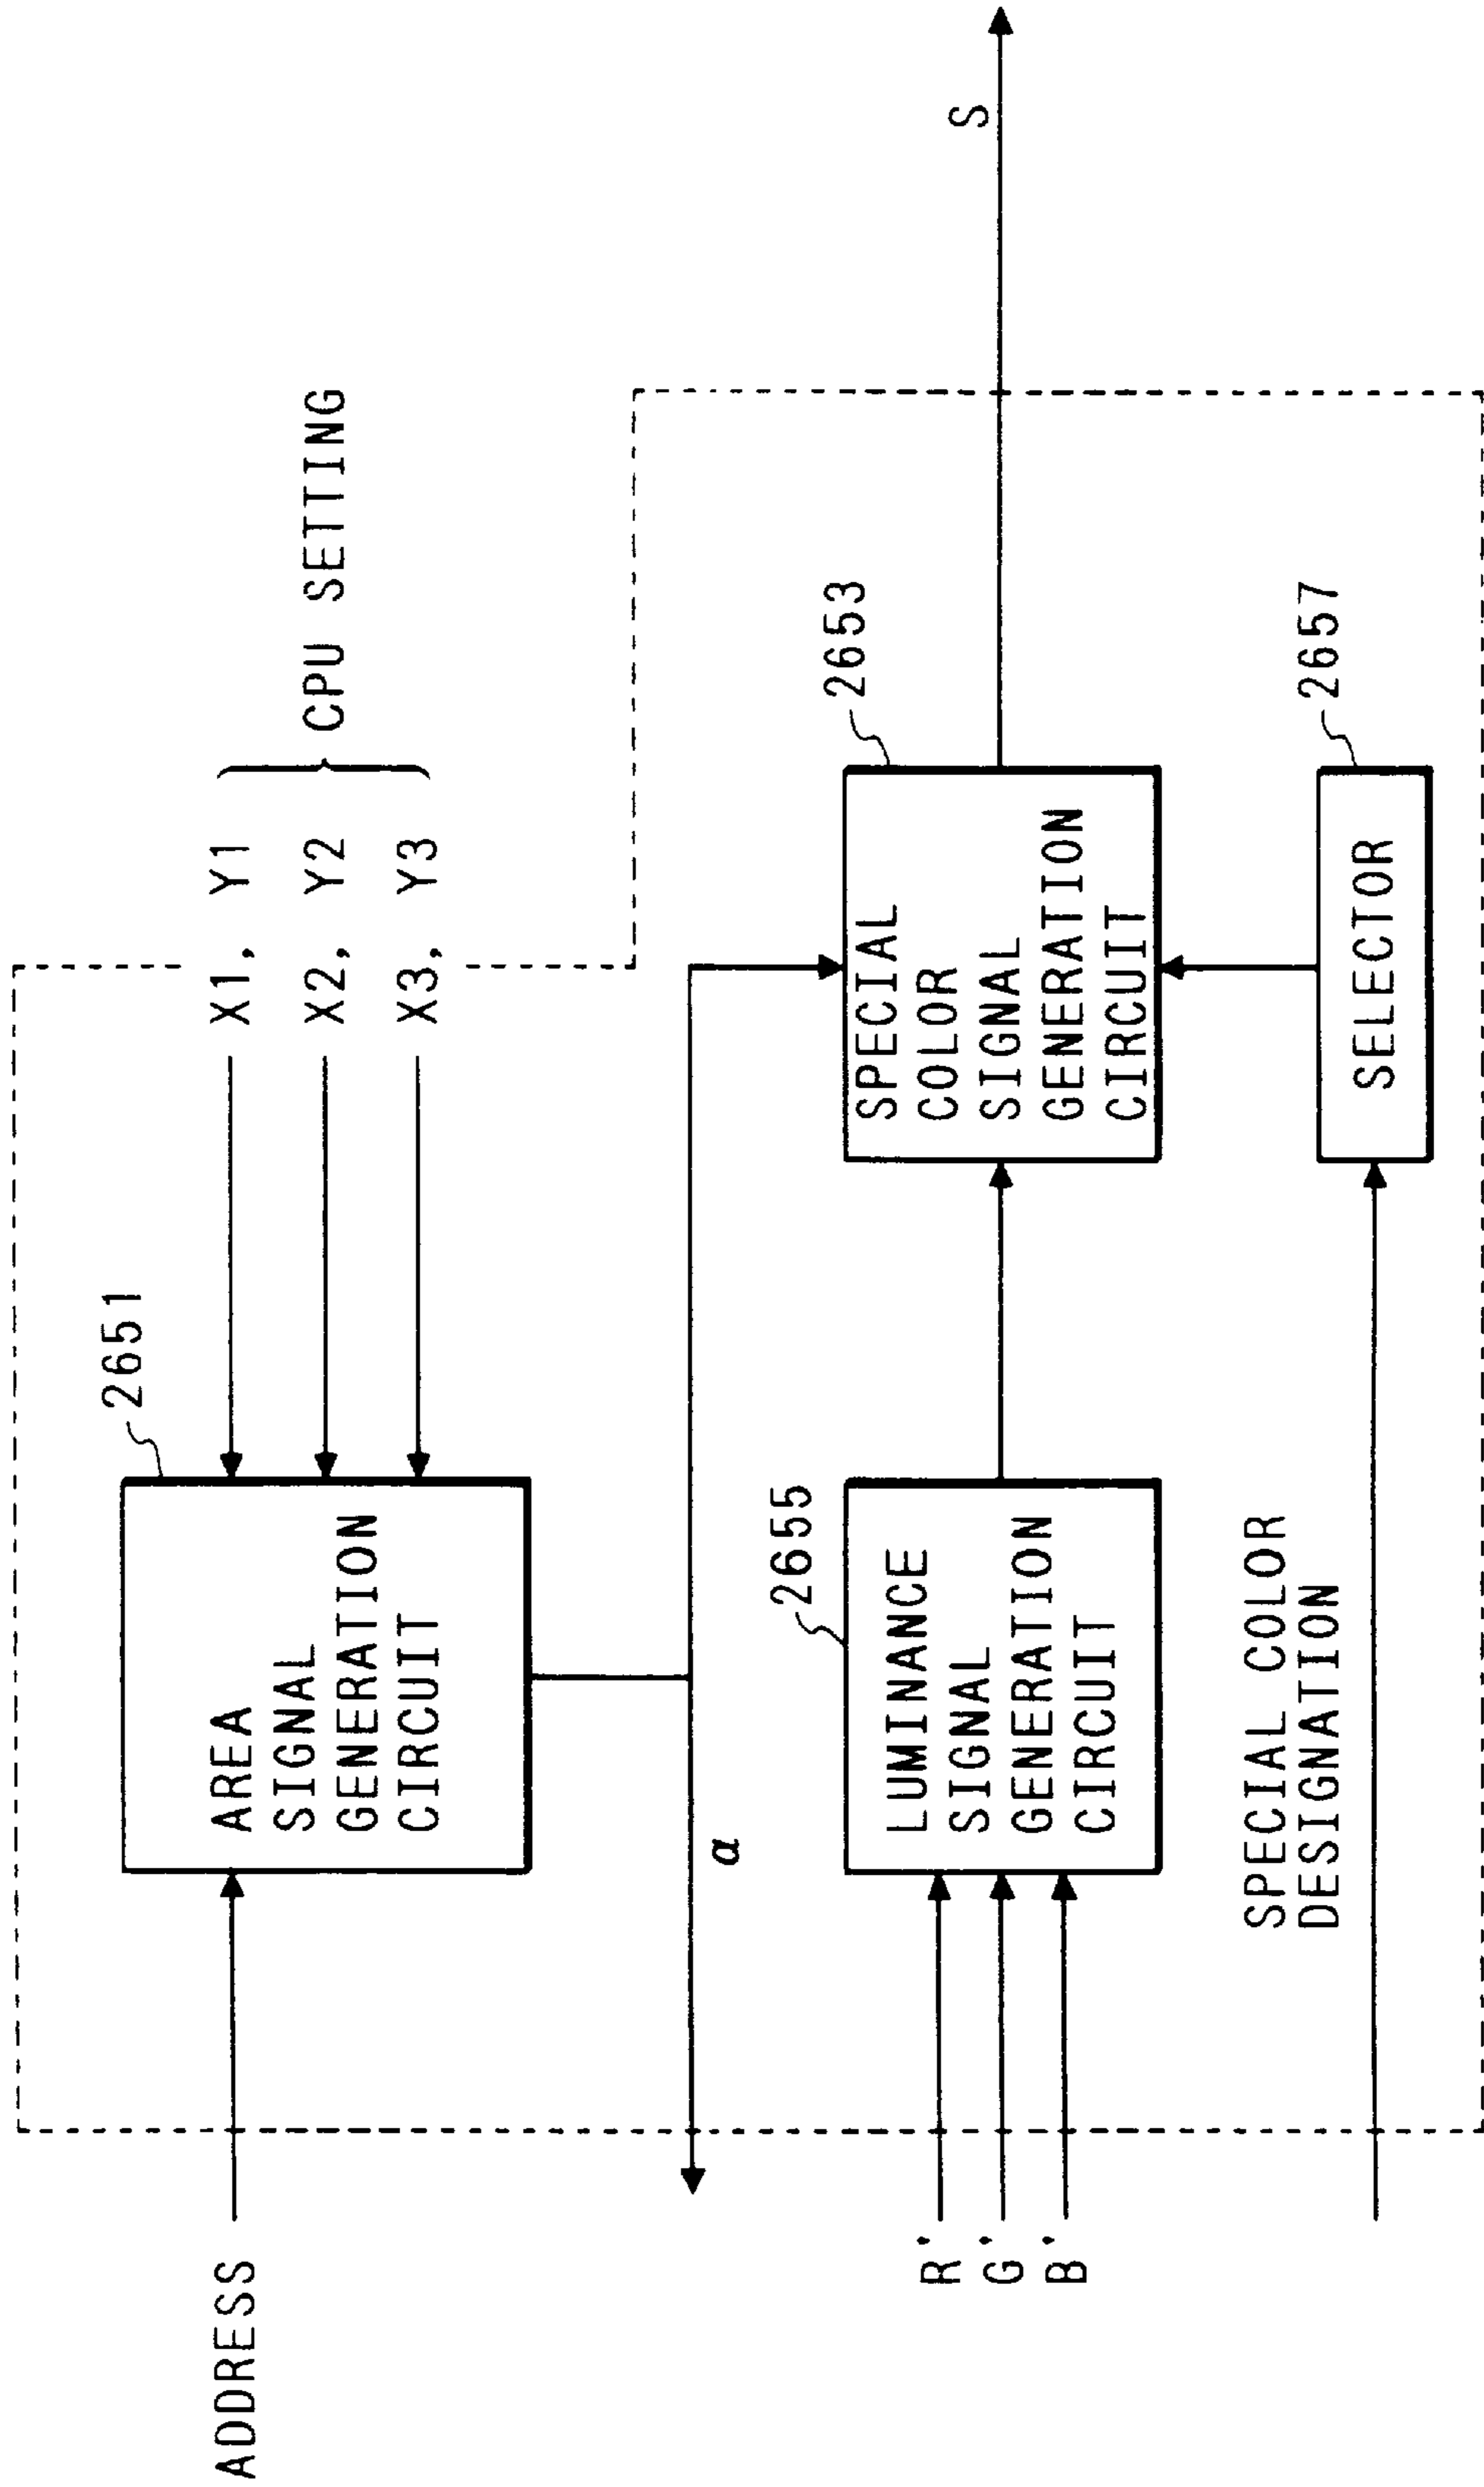 ADDRESS
2651
AREA
SIGNAL
GENERATION
CIRCUIT
X1, Y1
X2, Y2
X3, Y3
CPU SETTING
α
R'
G'
B'
2655
LUMINANCE
SIGNAL
GENERATION
CIRCUIT
2653
SPECIAL
COLOR
SIGNAL
GENERATION
CIRCUIT
S
SPECIAL COLOR
DESIGNATION
2657
SELECTOR